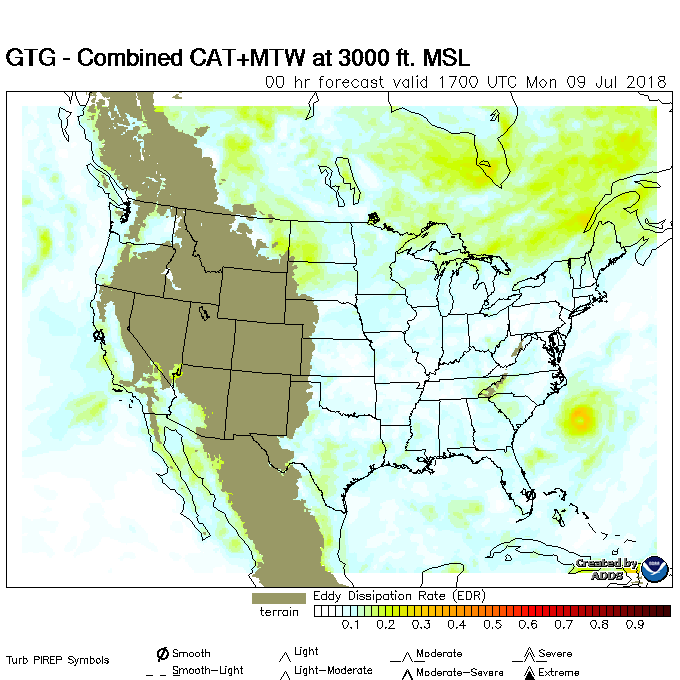 GTG - Combined CAT+MTW at 3000 ft. MSL
00 hr forecast valid 1700 UTC Mon 09 Jul 2018
Created by
ADDS
NOAA
Eddy Dissipation Rate (EDR)
terrain
0.1 0.2 0.3 0.4 0.5 0.6 0.7 0.8 0.9
Turb PIREP Symbols
Smooth Light Moderate Severe
Smooth-Light Light-Moderate Moderate-Severe Extreme